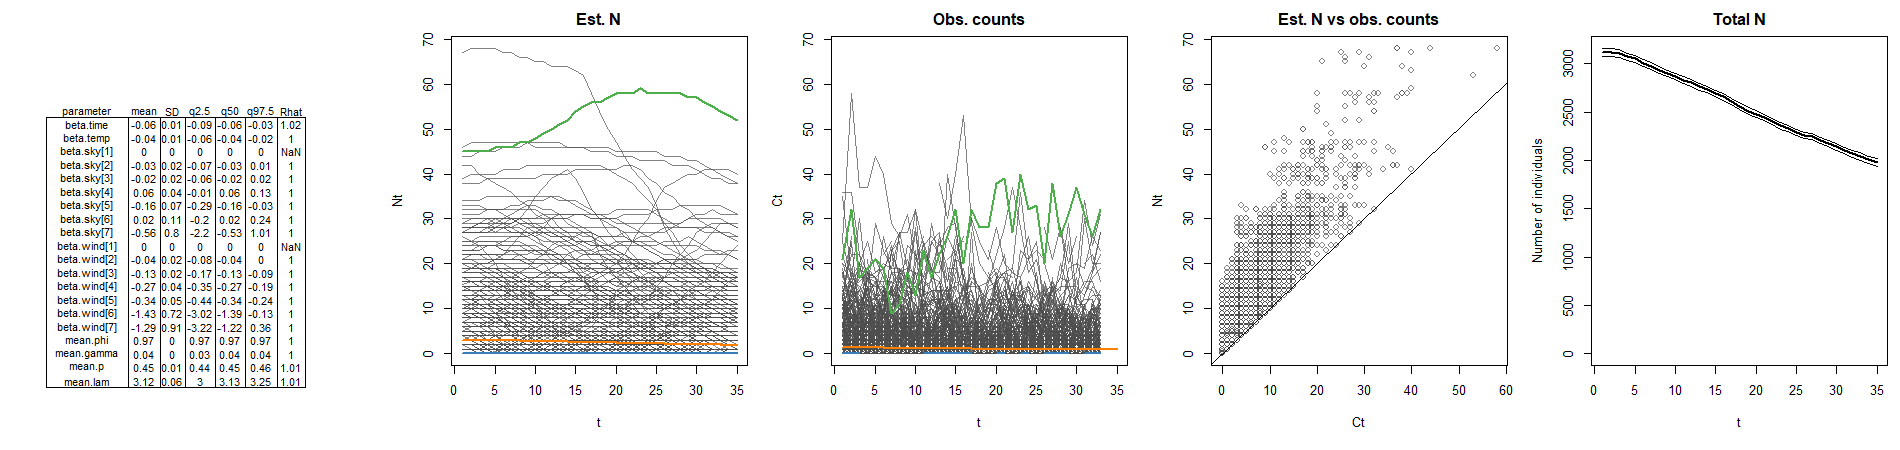 parameter mean SD q2.5 q50 q97.5 Rhat
beta.time −0.06 0.01 −0.09 −0.06 −0.03 1.02
beta.temp −0.04 0.01 −0.06 −0.04 −0.02 1
beta.sky[1] 0 0 0 0 0 NaN
beta.sky[2] −0.03 0.02 −0.07 −0.03 0.01 1
beta.sky[3] −0.02 0.02 −0.06 −0.02 0.02 1
beta.sky[4] 0.06 0.04 −0.01 0.06 0.13 1
beta.sky[5] −0.16 0.07 −0.29 −0.16 −0.03 1
beta.sky[6] 0.02 0.11 −0.2 0.02 0.24 1
beta.sky[7] −0.56 0.8 −2.2 −0.53 1.01 1
beta.wind[1] 0 0 0 0 0 NaN
beta.wind[2] −0.04 0.02 −0.08 −0.04 0 1
beta.wind[3] −0.13 0.02 −0.17 −0.13 −0.09 1
beta.wind[4] −0.27 0.04 −0.35 −0.27 −0.19 1
beta.wind[5] −0.34 0.05 −0.44 −0.34 −0.24 1
beta.wind[6] −1.43 0.72 −3.02 −1.39 −0.13 1
beta.wind[7] −1.29 0.91 −3.22 −1.22 0.36 1
mean.phi 0.97 0 0.97 0.97 0.97 1
mean.gamma 0.04 0 0.03 0.04 0.04 1
mean.p 0.45 0.01 0.44 0.45 0.46 1.01
mean.lam 3.12 0.06 3 3.13 3.25 1.01
Est. N
Nt
70
60
50
40
30
20
10
0
0 5 10 15 20 25 30 35
t
Obs. counts
Ct
70
60
50
40
30
20
10
0
0 5 10 15 20 25 30 35
t
Est. N vs obs. counts
Nt
70
60
50
40
30
20
10
0
0 10 20 30 40 50 60
Ct
Total N
Number of individuals
3000
2500
2000
1500
1000
500
0
0 5 10 15 20 25 30 35
t